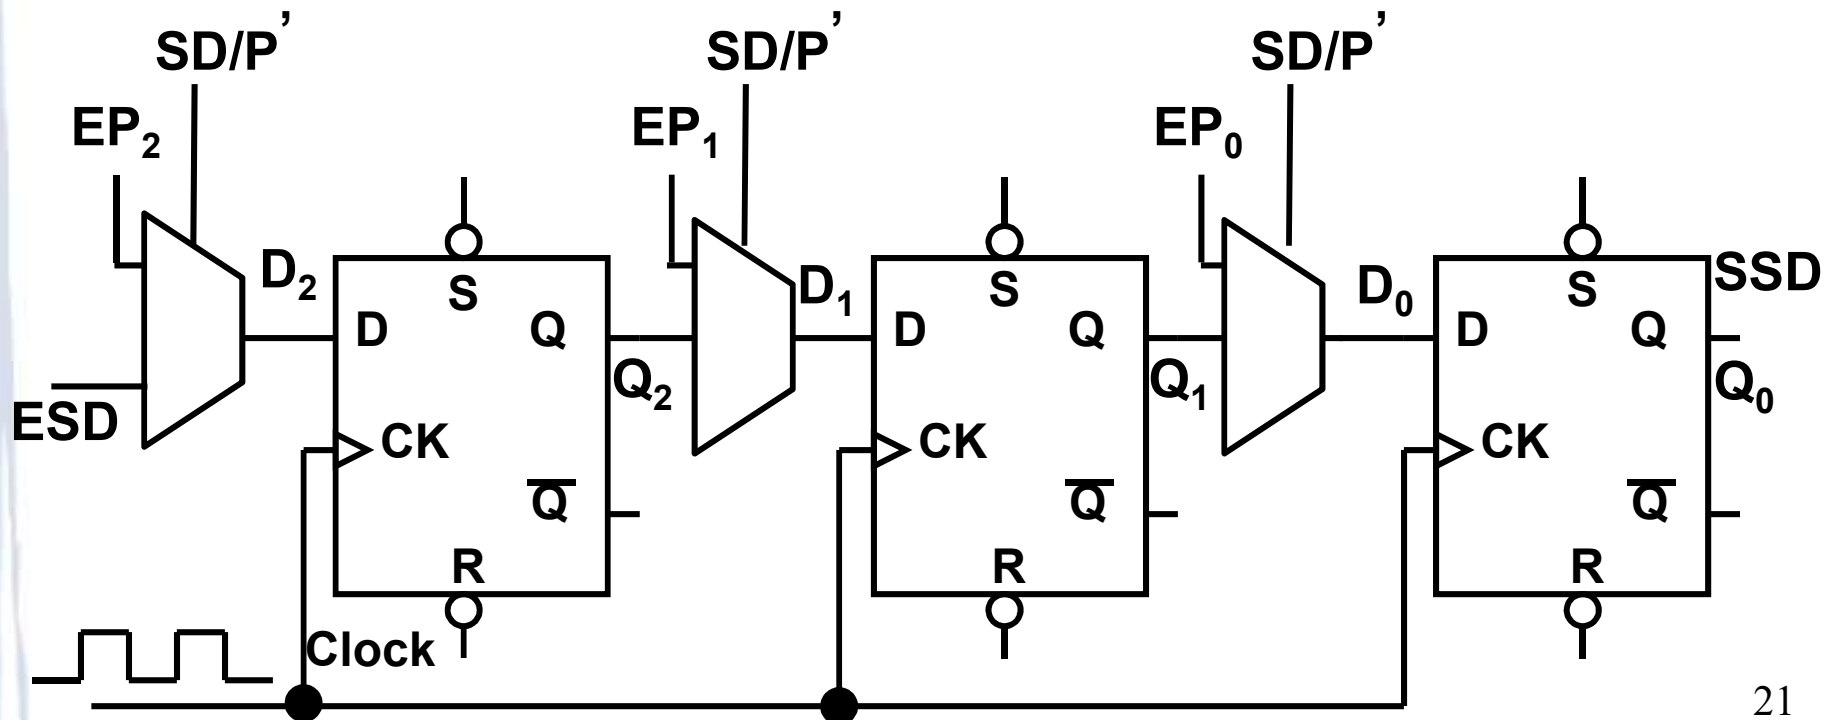 SD/P’ SD/P’ SD/P’
EP2 EP1 EP0
D2 D1 D0 SSD
S S S
D Q D Q D Q
Q2 Q1 Q0
ESD
CK CK CK
Q̅ Q̅ Q̅
R R R
Clock
21